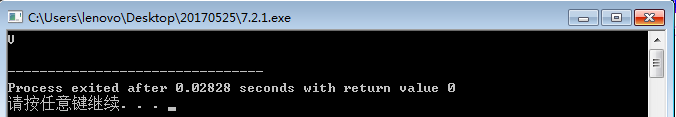 C:\Users\lenovo\Desktop\20170525\7.2.1.exe
V
--------------------------------
Process exited after 0.02828 seconds with return value 0
请按任意键继续. . .